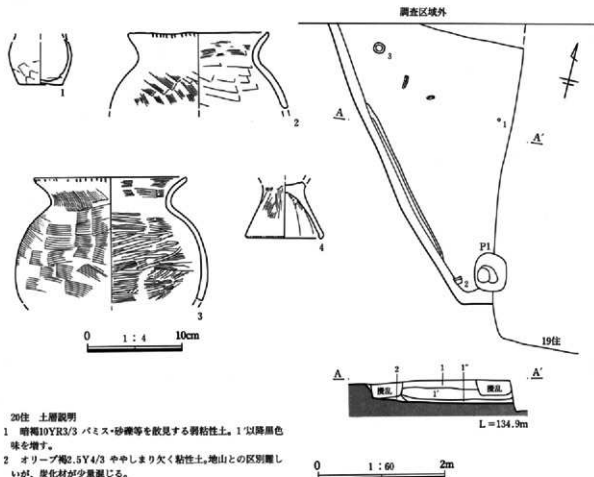 調査区域外
1
2
3
4
0 1:4 10cm
3
1
A
A′
P1
2
19住
A 2 1 1″ A′
攪乱 1′ 攪乱
L=134.9m
0 1:60 2m
20住 土層説明
1 暗褐10YR3/3 パミス・砂礫等を散見する弱粘性土。1′以降黒色
味を増す。
2 オリーブ褐2.5Y4/3 ややしまり欠く粘性土。地山との区別難し
いが、炭化材が少量混じる。